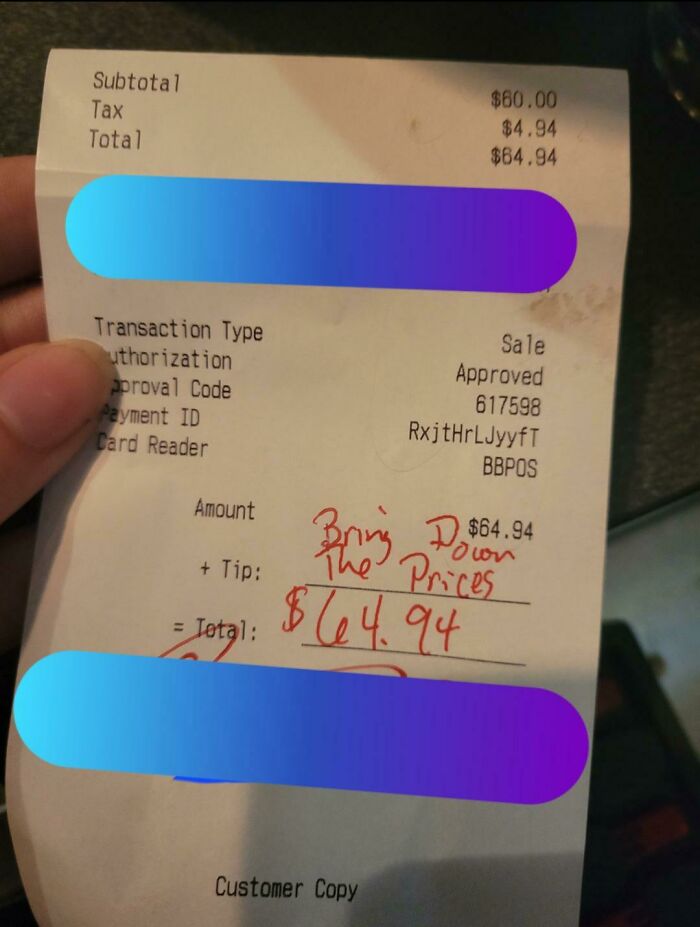 Subtotal $60.00
Tax $4.94
Total $64.94
Transaction Type Sale
uthorization Approved
pproval Code 617598
ayment ID RxjtHrLJyyfT
Card Reader BBPOS
Amount $64.94
Bring Down
+ Tip: The Prices
= Total: $64.94
Customer Copy